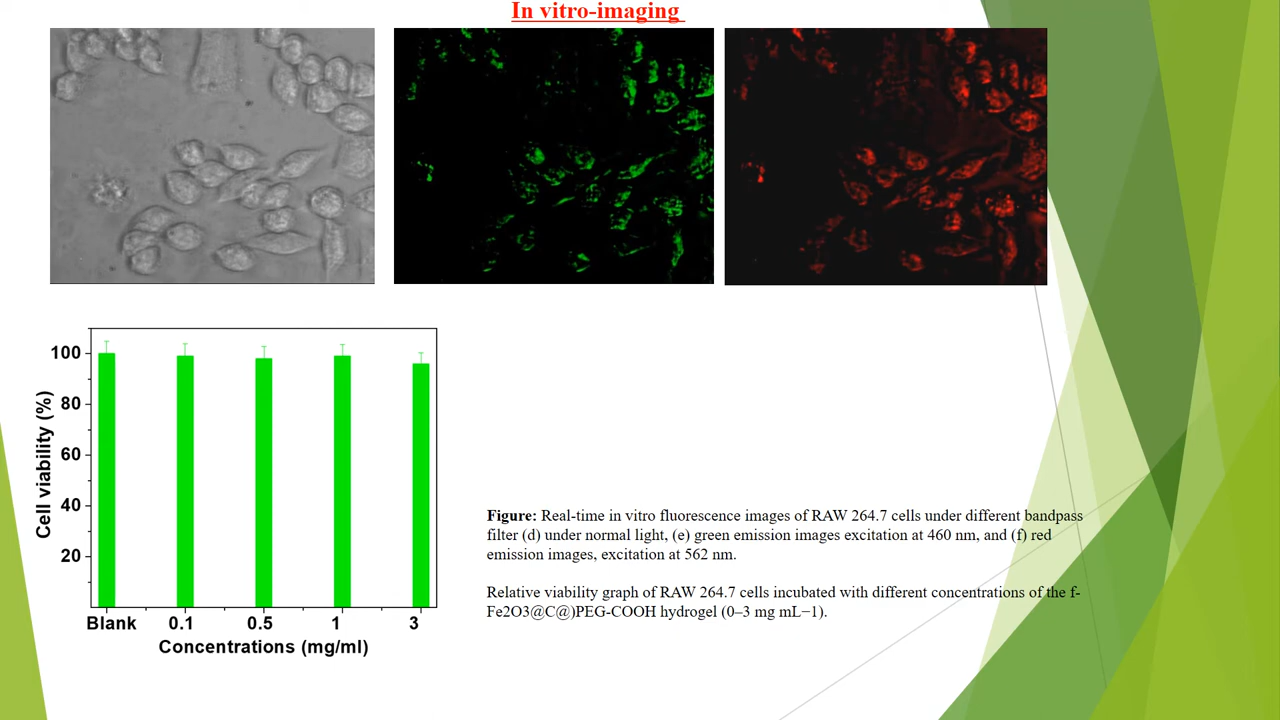 In vitro-imaging
100
80
60
40
20
Cell viability (%)
Blank 0.1 0.5 1 3
Concentrations (mg/ml)
Figure: Real-time in vitro fluorescence images of RAW 264.7 cells under different bandpass
filter (d) under normal light, (e) green emission images excitation at 460 nm, and (f) red
emission images, excitation at 562 nm.
Relative viability graph of RAW 264.7 cells incubated with different concentrations of the f-
Fe2O3@C@)PEG-COOH hydrogel (0–3 mg mL−1).